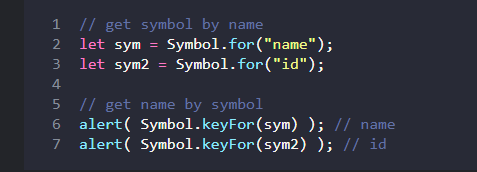 1 // get symbol by name
2 let sym = Symbol.for("name");
3 let sym2 = Symbol.for("id");
4
5 // get name by symbol
6 alert( Symbol.keyFor(sym) ); // name
7 alert( Symbol.keyFor(sym2) ); // id